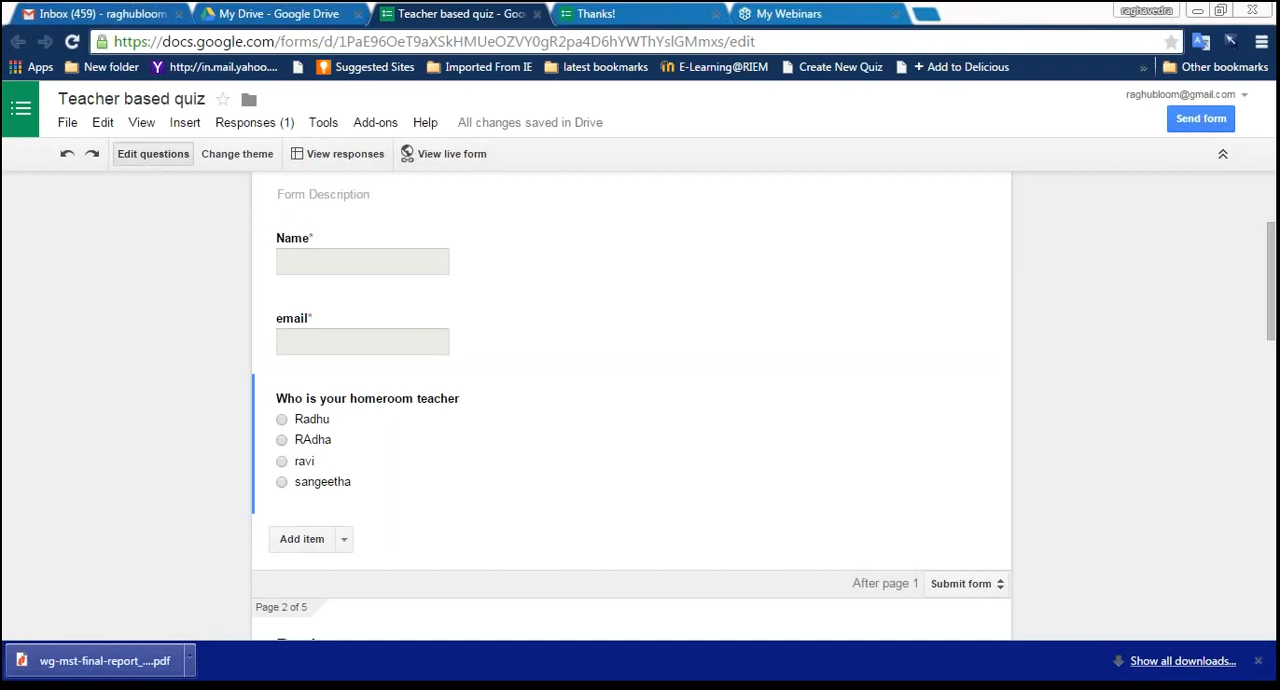 Inbox (459) - raghubloom
My Drive - Google Drive
Teacher based quiz - Goo
Thanks!
My Webinars
raghavedra
https://docs.google.com/forms/d/1PaE96OeT9aXSkHMUeOZVY0gR2pa4D6hYWThYslGMmxs/edit
Apps
New folder
http://in.mail.yahoo....
Suggested Sites
Imported From IE
latest bookmarks
E-Learning@RIEM
Create New Quiz
+ Add to Delicious
»
Other bookmarks
Teacher based quiz
raghubloom@gmail.com
File Edit View Insert Responses (1) Tools Add-ons Help All changes saved in Drive
Send form
Edit questions Change theme View responses View live form
Form Description
Name*
email*
Who is your homeroom teacher
Radhu
RAdha
ravi
sangeetha
Add item
After page 1 Submit form
Page 2 of 5
wg-mst-final-report_....pdf
Show all downloads...